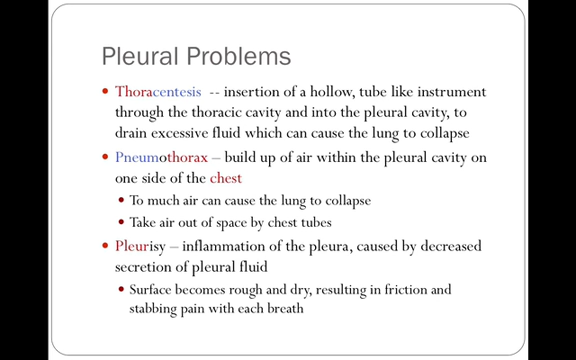 Pleural Problems
• Thoracentesis -- insertion of a hollow, tube like instrument
through the thoracic cavity and into the pleural cavity, to
drain excessive fluid which can cause the lung to collapse
• Pneumothorax – build up of air within the pleural cavity on
one side of the chest
• To much air can cause the lung to collapse
• Take air out of space by chest tubes
• Pleurisy – inflammation of the pleura, caused by decreased
secretion of pleural fluid
• Surface becomes rough and dry, resulting in friction and
stabbing pain with each breath